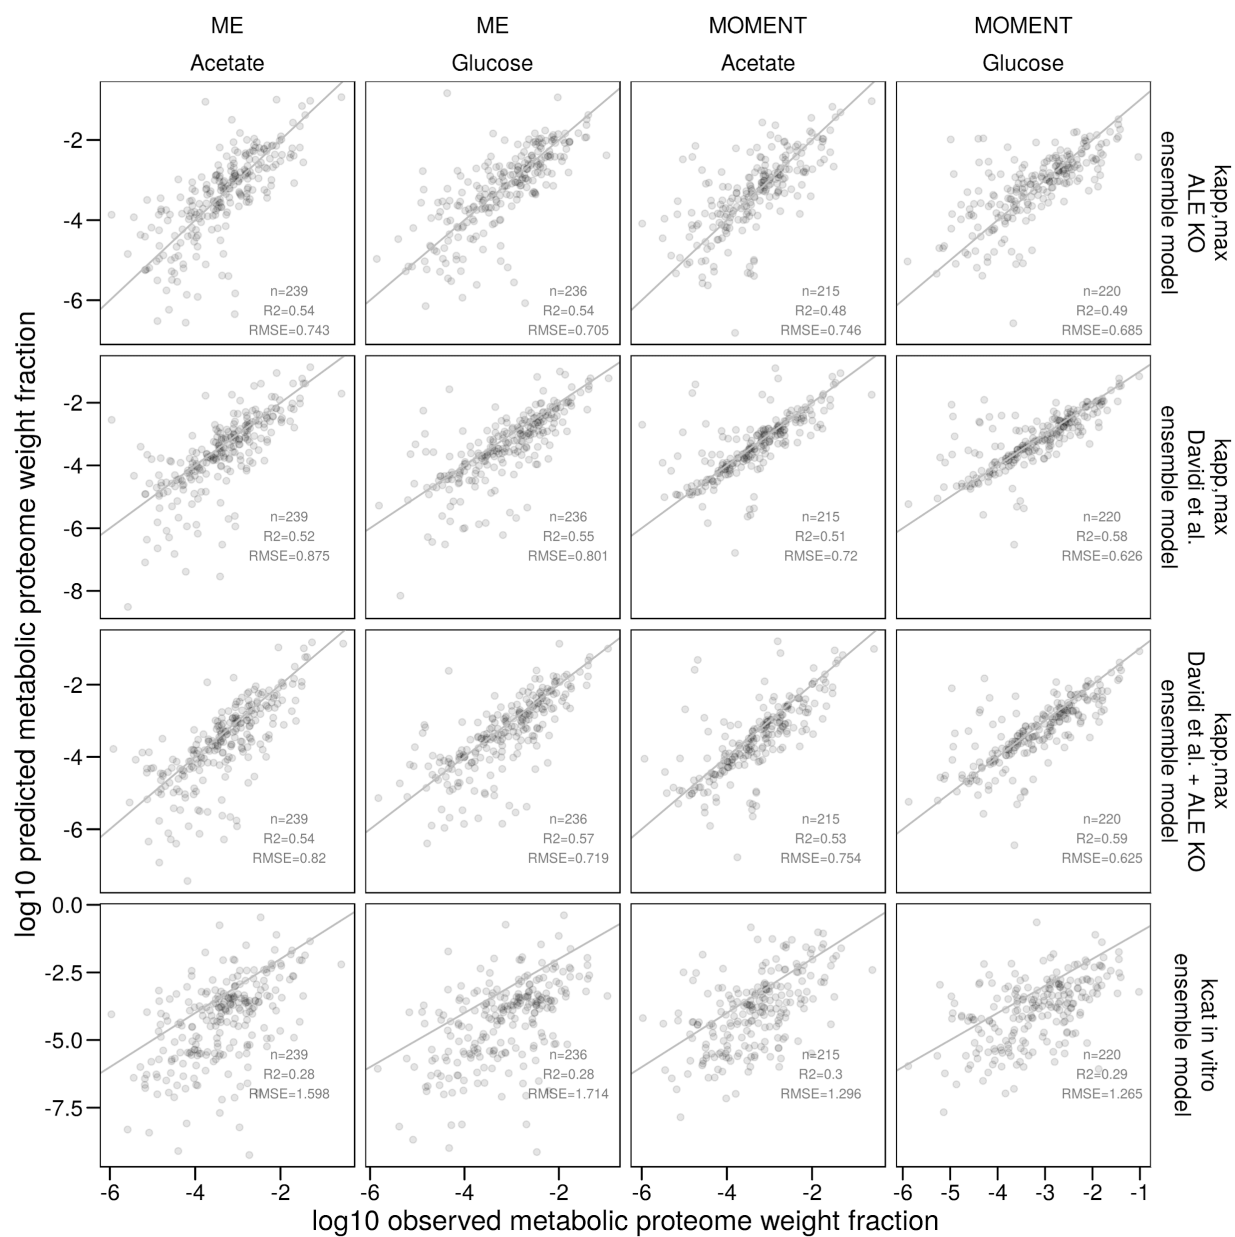 ME
ME
MOMENT
MOMENT
Acetate
Glucose
Acetate
Glucose
log10 predicted metabolic proteome weight fraction
-2
-4
-6
n=239
R2=0.54
RMSE=0.743
n=236
R2=0.54
RMSE=0.705
n=215
R2=0.48
RMSE=0.746
n=220
R2=0.49
RMSE=0.685
kapp,max
ALE KO
ensemble model
-2
-4
-6
-8
n=239
R2=0.52
RMSE=0.875
n=236
R2=0.55
RMSE=0.801
n=215
R2=0.51
RMSE=0.72
n=220
R2=0.58
RMSE=0.626
kapp,max
Davidi et al.
ensemble model
-2
-4
-6
n=239
R2=0.54
RMSE=0.82
n=236
R2=0.57
RMSE=0.719
n=215
R2=0.53
RMSE=0.754
n=220
R2=0.59
RMSE=0.625
kapp,max
Davidi et al. + ALE KO
ensemble model
0.0
-2.5
-5.0
-7.5
n=239
R2=0.28
RMSE=1.598
n=236
R2=0.28
RMSE=1.714
n=215
R2=0.3
RMSE=1.296
n=220
R2=0.29
RMSE=1.265
kcat in vitro
ensemble model
-6 -4 -2
-6 -4 -2
-6 -4 -2
-6 -5 -4 -3 -2 -1
log10 observed metabolic proteome weight fraction